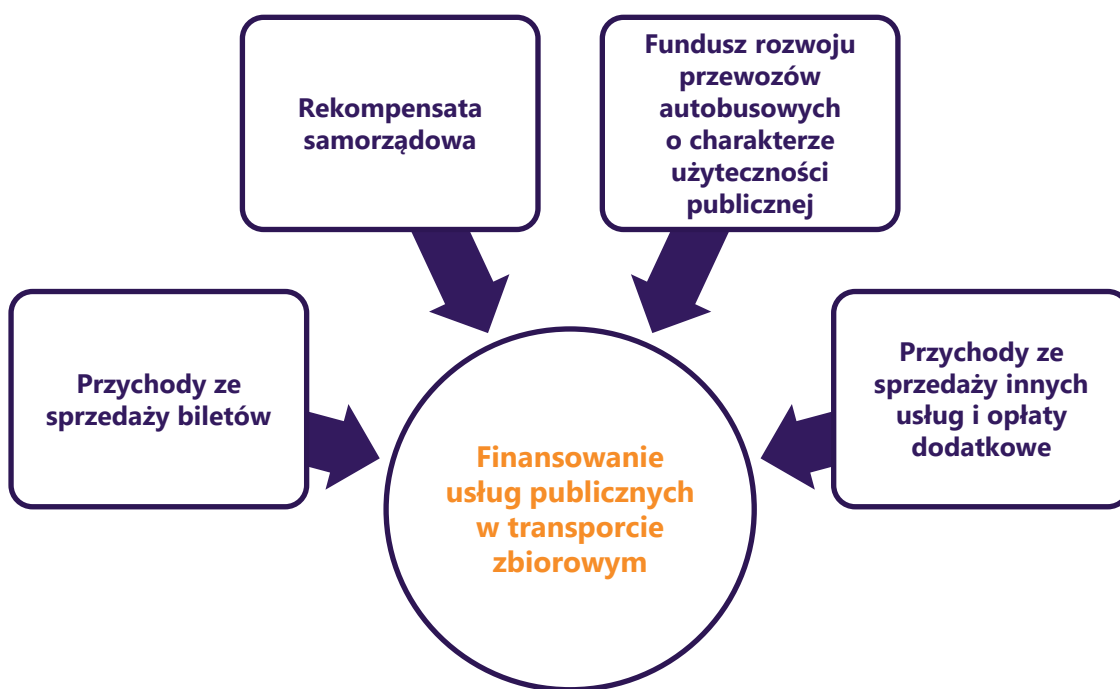 Rekompensata
samorządowa
Fundusz rozwoju
przewozów
autobusowych
o charakterze
użyteczności
publicznej
Przychody ze
sprzedaży biletów
Przychody ze
sprzedaży innych
usług i opłaty
dodatkowe
Finansowanie
usług publicznych
w transporcie
zbiorowym